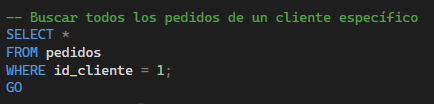 -- Buscar todos los pedidos de un cliente específico
SELECT *
FROM pedidos
WHERE id_cliente = 1;
GO